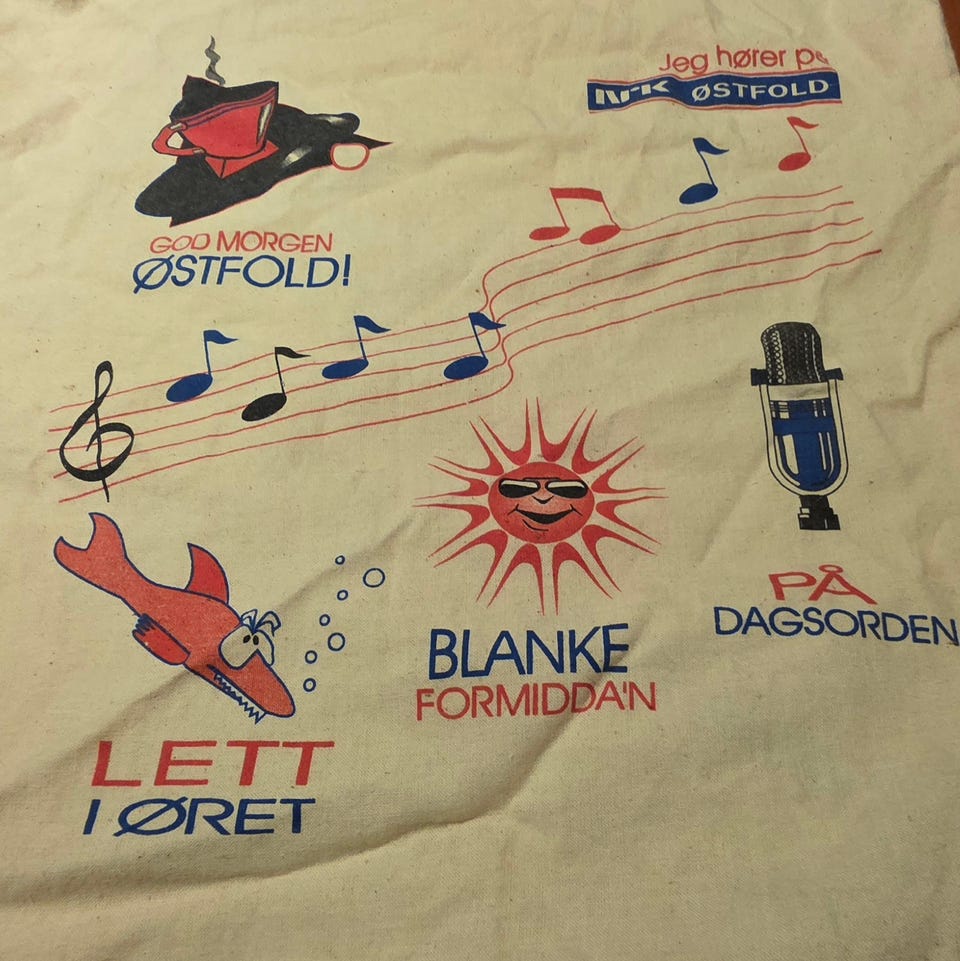 Jeg hører på
NRK ØSTFOLD
GOD MORGEN
ØSTFOLD!
PÅ
DAGSORDEN
BLANKE
FORMIDDA'N
LETT
I ØRET